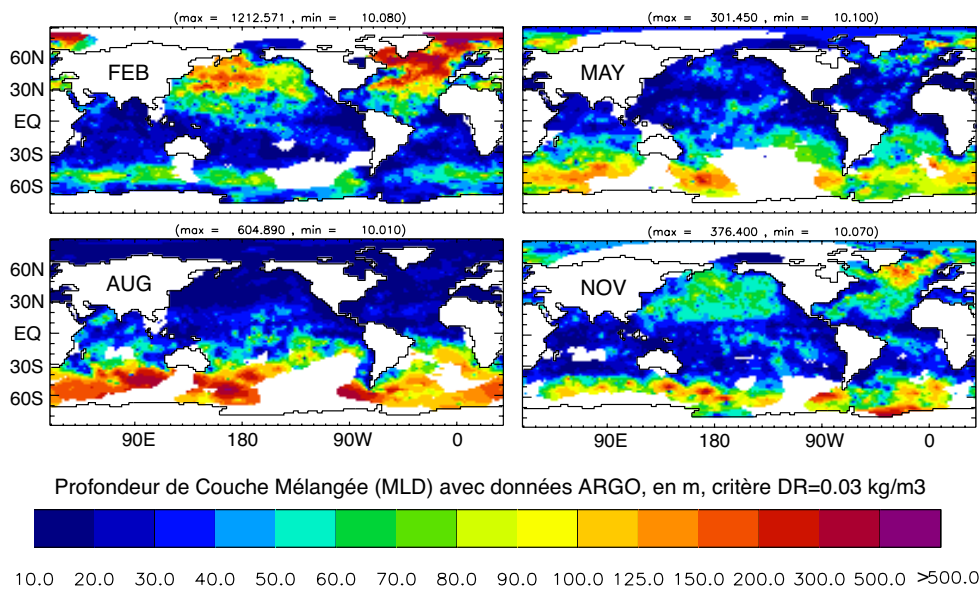 (max = 1212.571 , min = 10.080)
(max = 301.450 , min = 10.100)
60N
30N
EQ
30S
60S
FEB
MAY
(max = 604.890 , min = 10.010)
(max = 376.400 , min = 10.070)
60N
30N
EQ
30S
60S
AUG
NOV
90E 180 90W 0
90E 180 90W 0
Profondeur de Couche Mélangée (MLD) avec données ARGO, en m, critère DR=0.03 kg/m3
10.0 20.0 30.0 40.0 50.0 60.0 70.0 80.0 90.0 100.0 125.0 150.0 200.0 300.0 500.0 >500.0